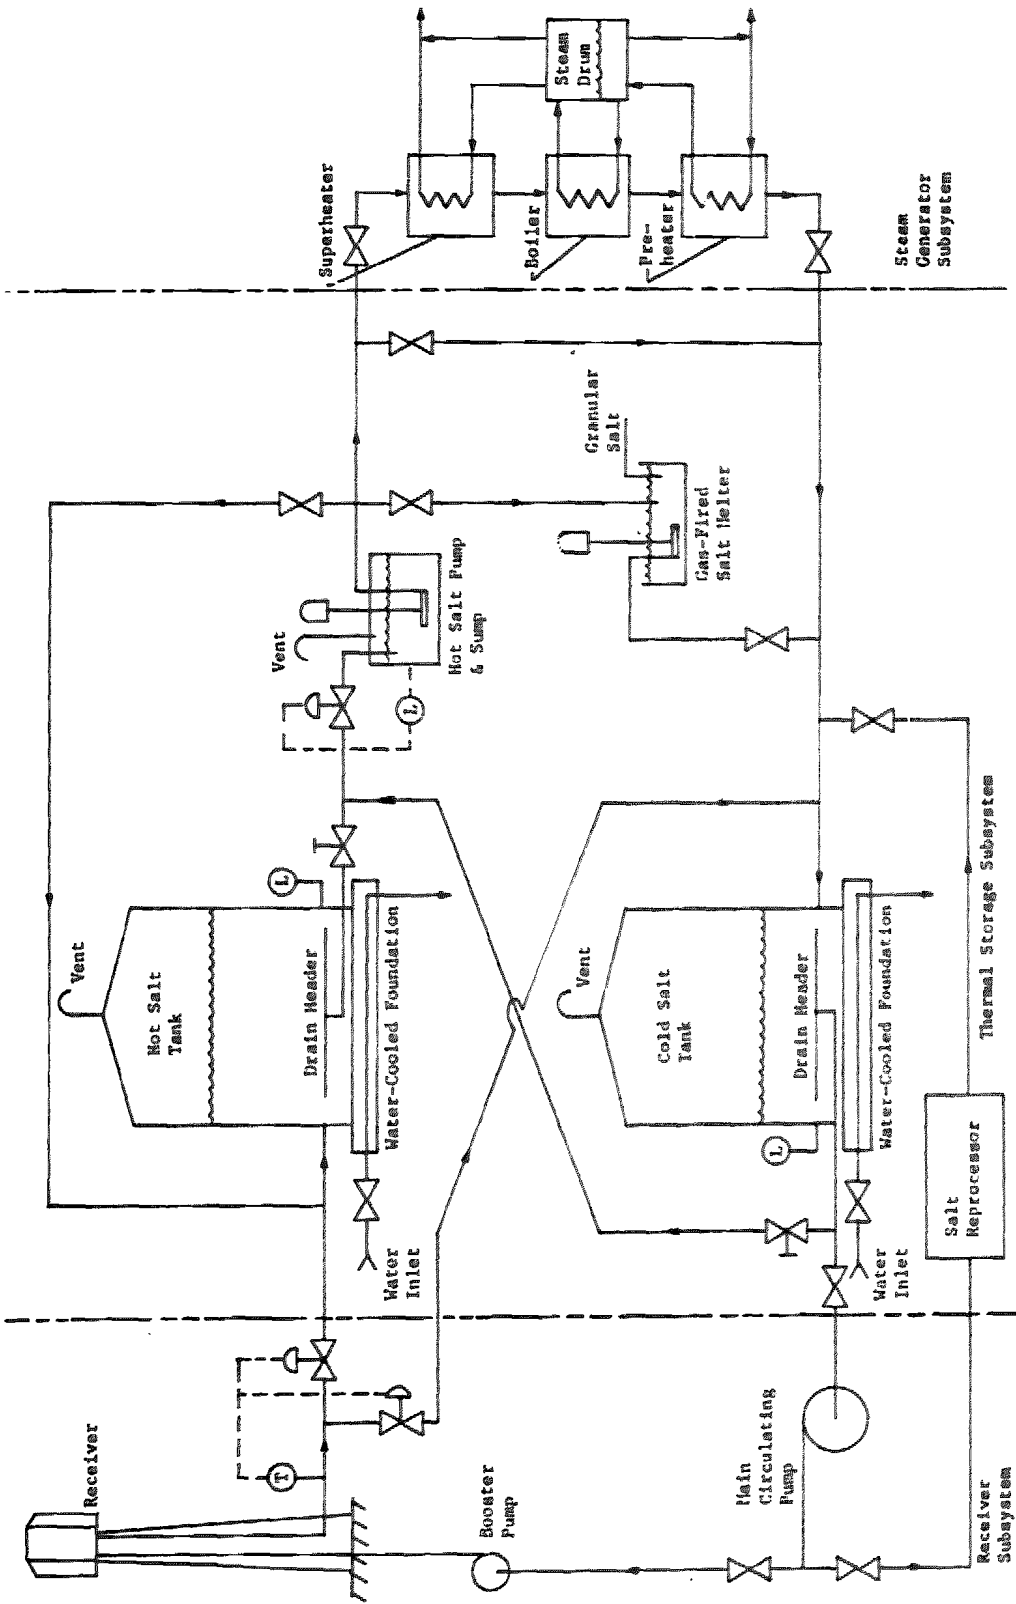 Receiver
T
Booster
Pump
Main
Circulating
Pump
Receiver
Subsystem
Vent
Hot Salt
Tank
Drain Header
L
Water-Cooled Foundation
Water
Inlet
Vent
Cold Salt
Tank
Drain Header
L
Water-Cooled Foundation
Water
Inlet
Salt
Reprocessor
Thermal Storage Subsystem
Vent
L
Hot Salt Pump
& Sump
Granular
Salt
Gas-Fired
Salt Melter
Superheater
Boiler
Pre-
heater
Steam
Drum
Steam
Generator
Subsystem